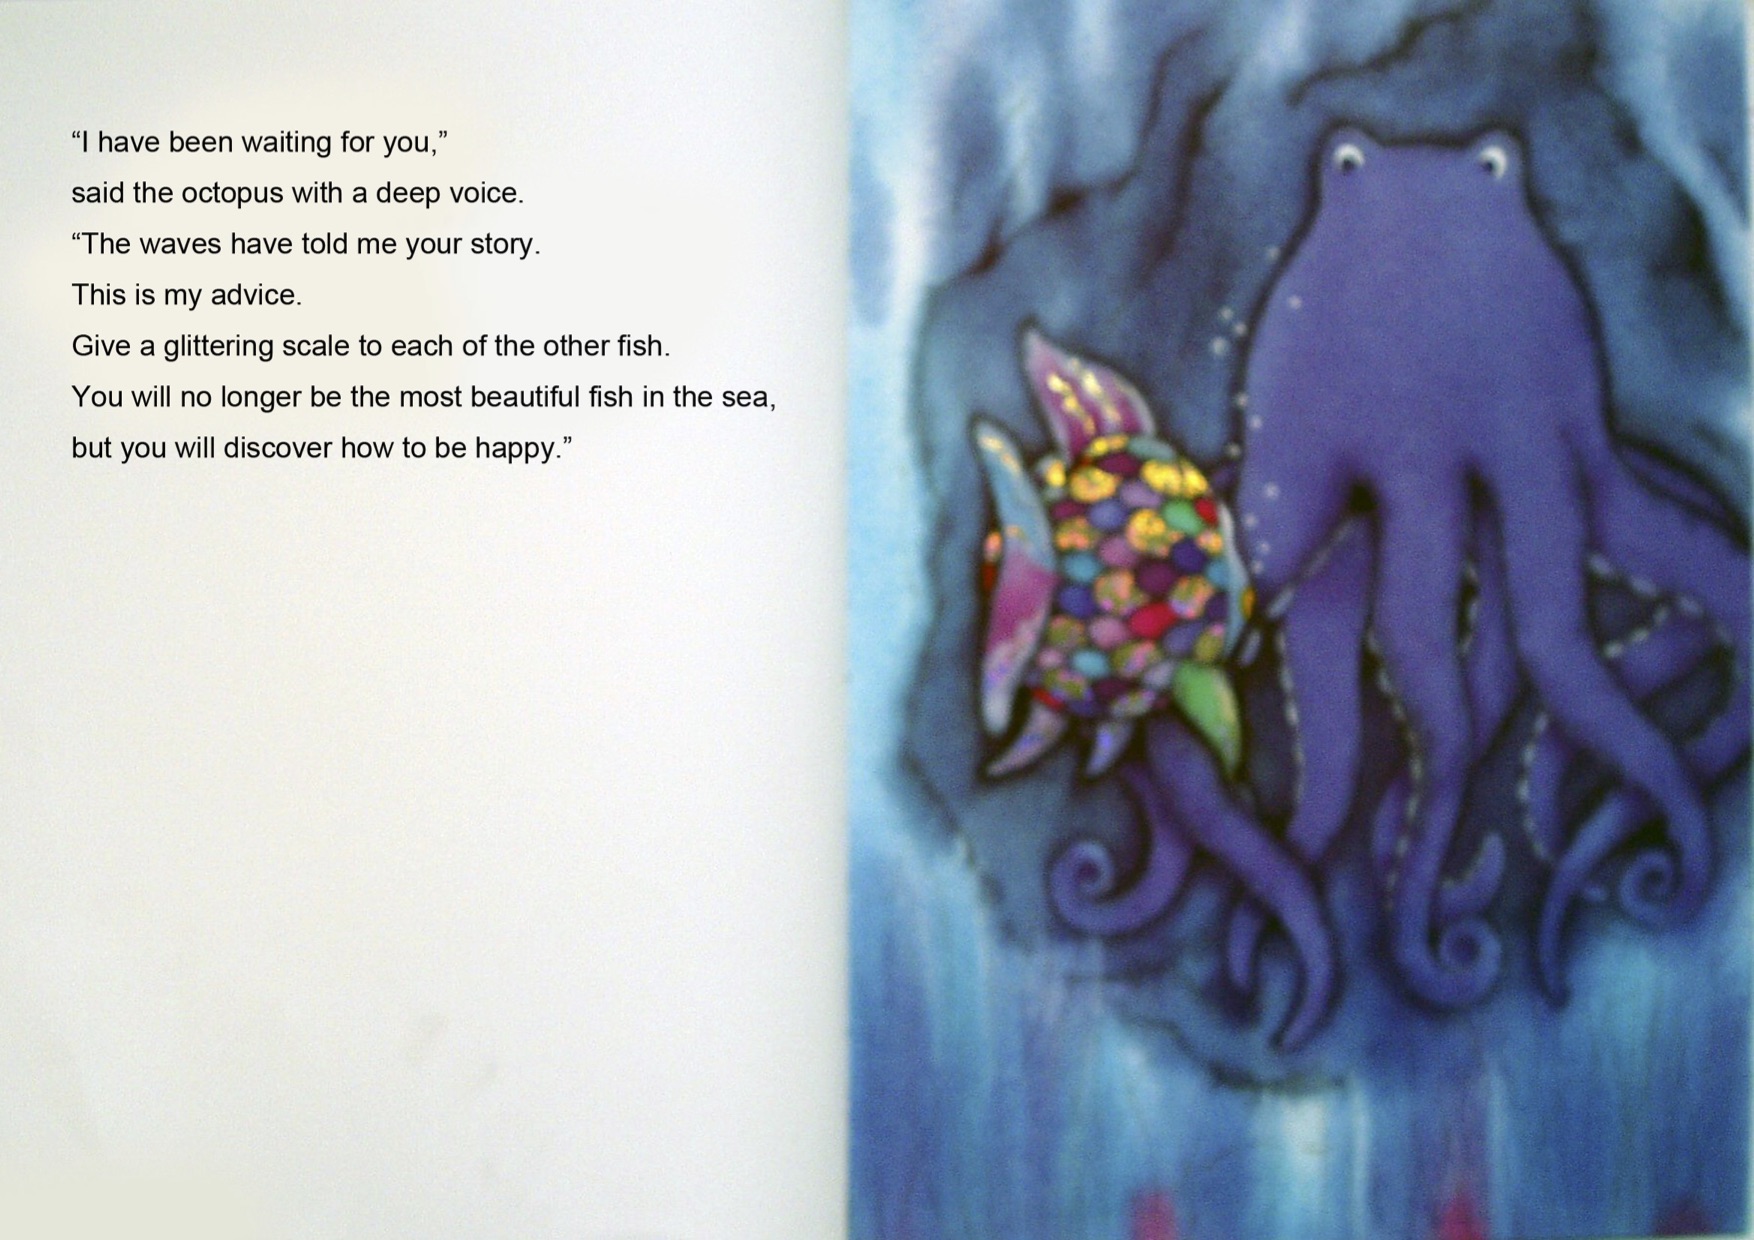 “I have been waiting for you,”
said the octopus with a deep voice.
“The waves have told me your story.
This is my advice.
Give a glittering scale to each of the other fish.
You will no longer be the most beautiful fish in the sea,
but you will discover how to be happy.”